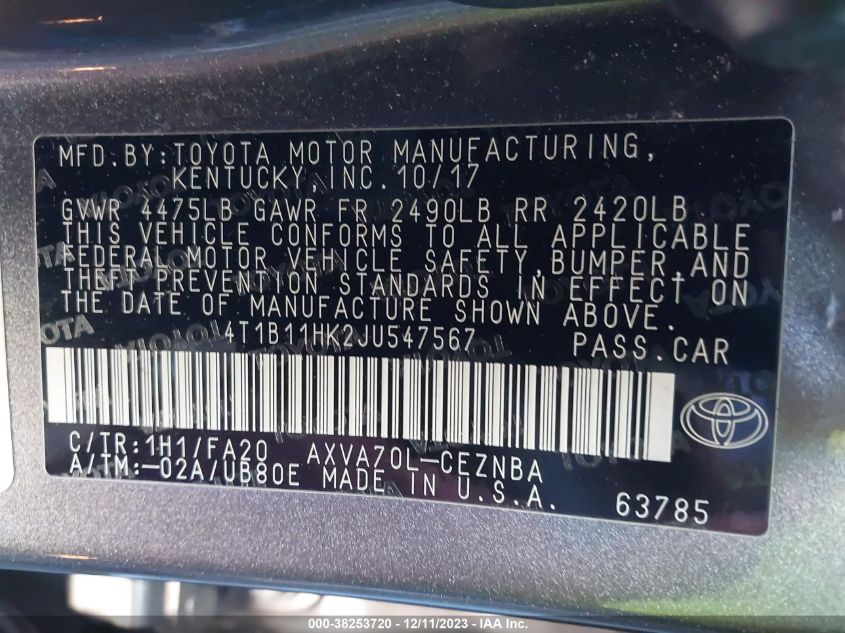 MFD.BY:TOYOTA MOTOR MANUFACTURING,
KENTUCKY, INC. 10/17
GVWR 4475LB GAWR FR 2490LB RR 2420LB
THIS VEHICLE CONFORMS TO ALL APPLICABLE
FEDERAL MOTOR VEHICLE SAFETY,BUMPER,AND
THEFT PREVENTION STANDARDS IN EFFECT ON
THE DATE OF MANUFACTURE SHOWN ABOVE.
4T1B11HK2JU547567 PASS.CAR
C/TR:1H1/FA20 AXVA70L-CEZNBA
A/TM:-02A/UB80E MADE IN U.S.A.
63785
000-38253720 - 12/11/2023 - IAA Inc.